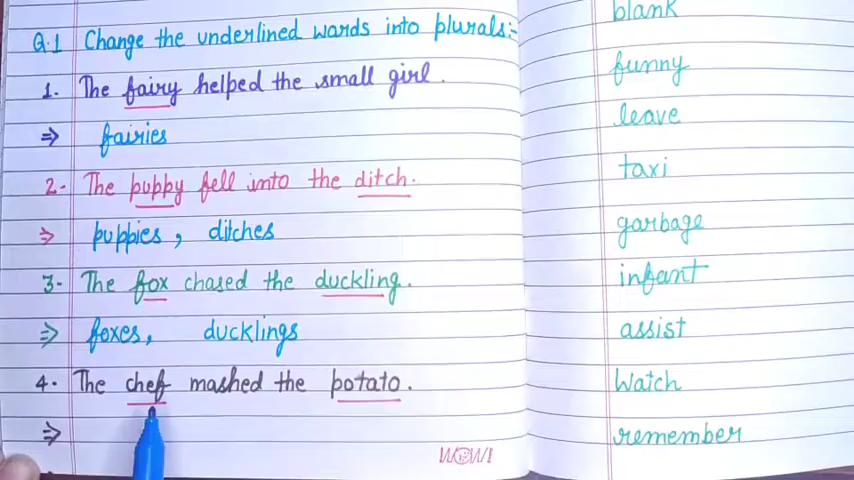 Q.1 Change the underlined words into plurals:-
1. The fairy helped the small girl.
⇒ fairies
2- The puppy fell into the ditch.
⇒ puppies, ditches
3- The fox chased the duckling.
⇒ foxes, ducklings
4. The chef mashed the potato.
⇒
WOW!
blank
funny
leave
taxi
garbage
infant
assist
Watch
remember